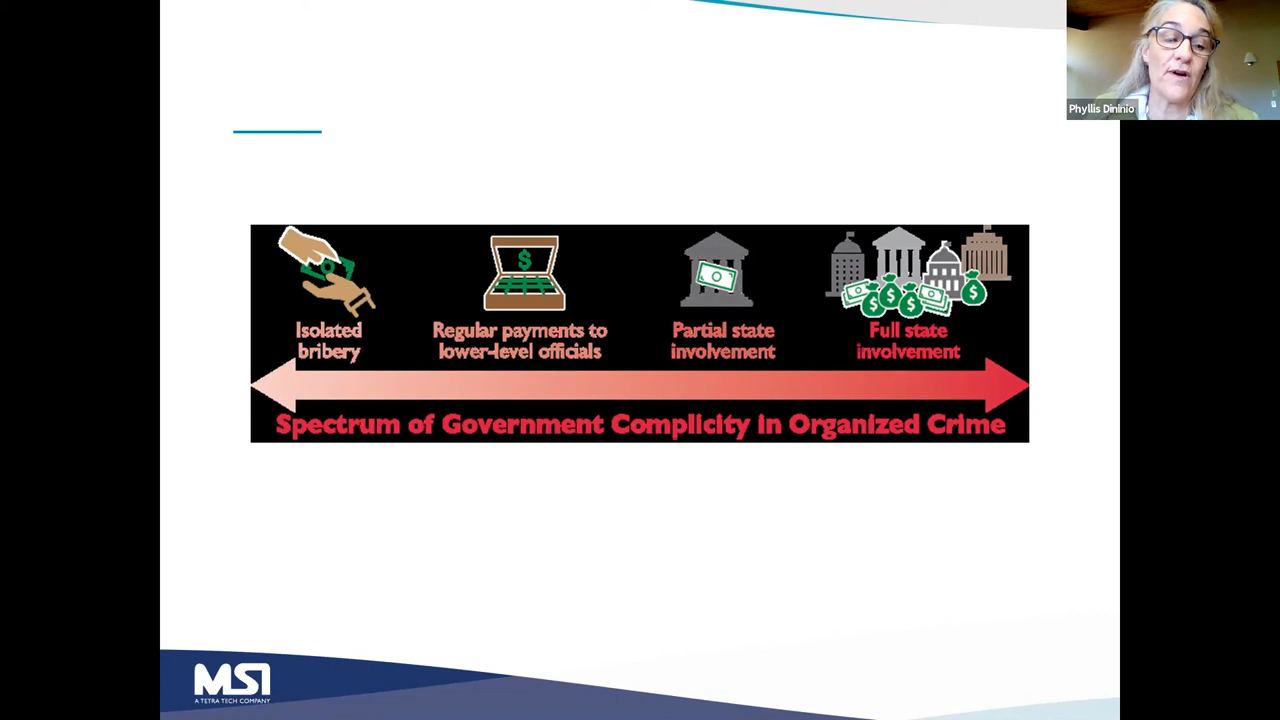 Phyllis Dininio
Isolated
bribery
Regular payments to
lower-level officials
Partial state
involvement
Full state
involvement
Spectrum of Government Complicity in Organized Crime
MSI
A TETRA TECH COMPANY